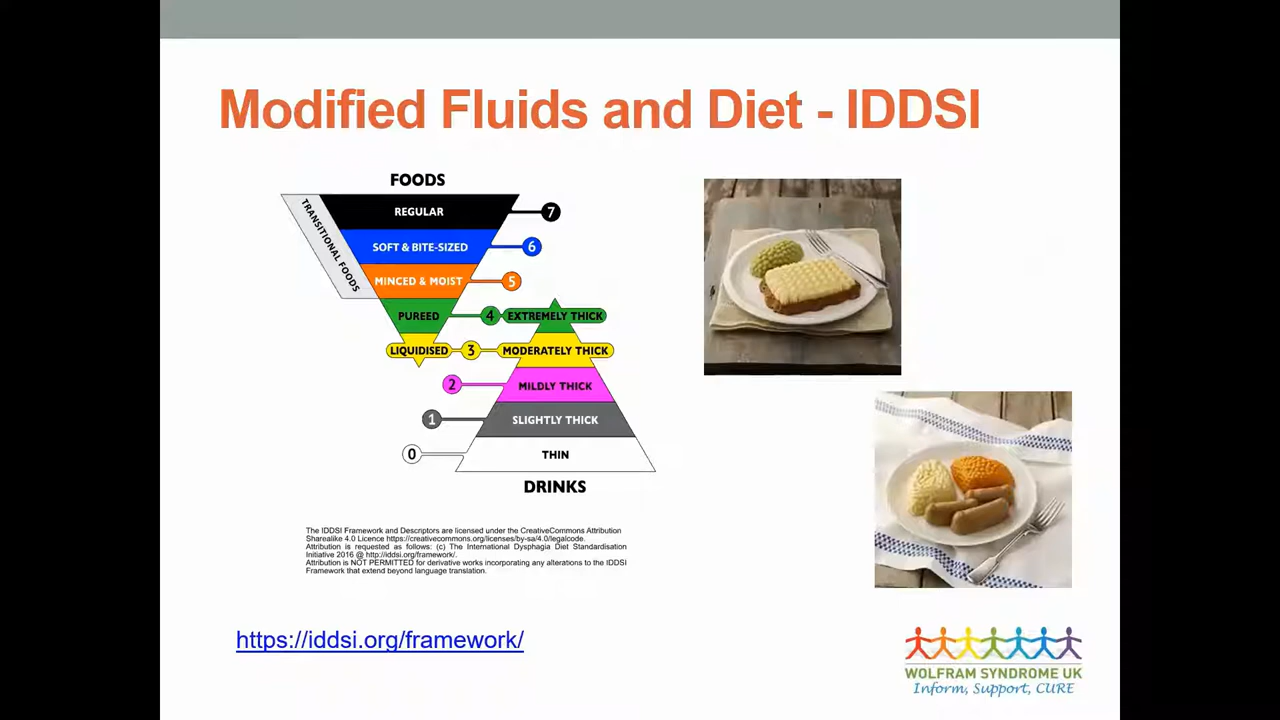 Modified Fluids and Diet - IDDSI
FOODS
TRANSITIONAL FOODS
REGULAR
7
SOFT & BITE-SIZED
6
MINCED & MOIST
5
PUREED
4
EXTREMELY THICK
LIQUIDISED
3
MODERATELY THICK
2
MILDLY THICK
1
SLIGHTLY THICK
0
THIN
DRINKS
The IDDSI Framework and Descriptors are licensed under the CreativeCommons Attribution
Sharealike 4.0 Licence https://creativecommons.org/licenses/by-sa/4.0/legalcode.
Attribution is requested as follows: (c) The International Dysphagia Diet Standardisation
Initiative 2016 @ http://iddsi.org/framework/.
Attribution is NOT PERMITTED for derivative works incorporating any alterations to the IDDSI
Framework that extend beyond language translation.
https://iddsi.org/framework/
WOLFRAM SYNDROME UK
Inform, Support, CURE